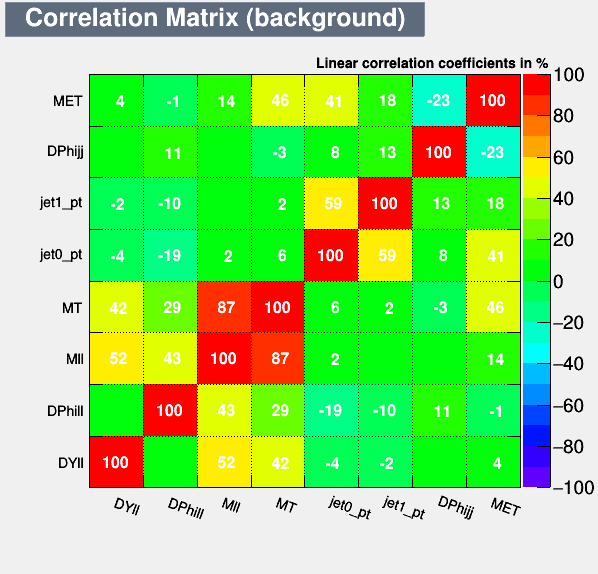 Correlation Matrix (background)
Linear correlation coefficients in %
MET 4 -1 14 46 41 18 -23 100
DPhijj 11 -3 8 13 100 -23
jet1_pt -2 -10 2 59 100 13 18
jet0_pt -4 -19 2 6 100 59 8 41
MT 42 29 87 100 6 2 -3 46
Mll 52 43 100 87 2 14
DPhill 100 43 29 -19 -10 11 -1
DYll 100 52 42 -4 -2 4
DYll DPhill Mll MT jet0_pt jet1_pt DPhijj MET
100
80
60
40
20
0
−20
−40
−60
−80
−100